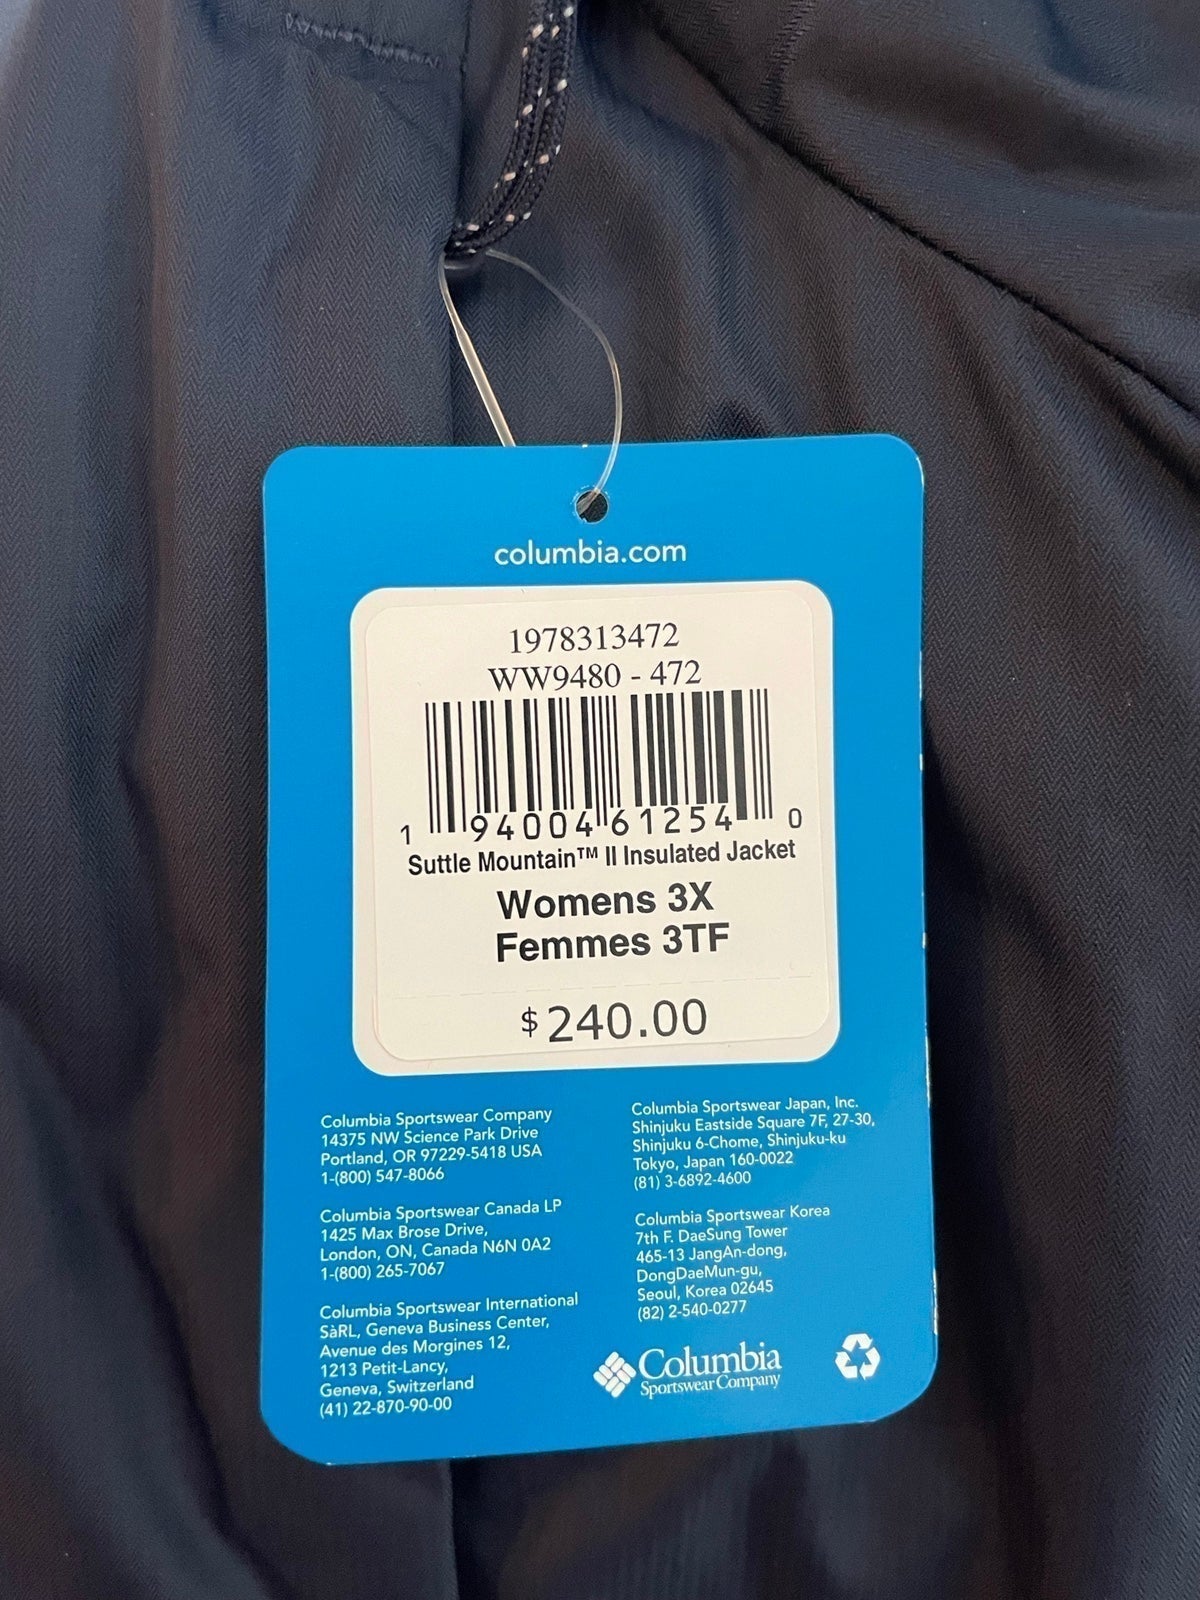 columbia.com
1978313472
WW9480 - 472
1 94004 61254 0
Suttle Mountain™ II Insulated Jacket
Womens 3X
Femmes 3TF
$240.00
Columbia Sportswear Company
14375 NW Science Park Drive
Portland, OR 97229-5418 USA
1-(800) 547-8066
Columbia Sportswear Canada LP
1425 Max Brose Drive,
London, ON, Canada N6N 0A2
1-(800) 265-7067
Columbia Sportswear International
SàRL, Geneva Business Center,
Avenue des Morgines 12,
1213 Petit-Lancy,
Geneva, Switzerland
(41) 22-870-90-00
Columbia Sportswear Japan, Inc.
Shinjuku Eastside Square 7F, 27-30,
Shinjuku 6-Chome, Shinjuku-ku
Tokyo, Japan 160-0022
(81) 3-6892-4600
Columbia Sportswear Korea
7th F. DaeSung Tower
465-13 JangAn-dong,
DongDaeMun-gu,
Seoul, Korea 02645
(82) 2-540-0277
Columbia
Sportswear Company